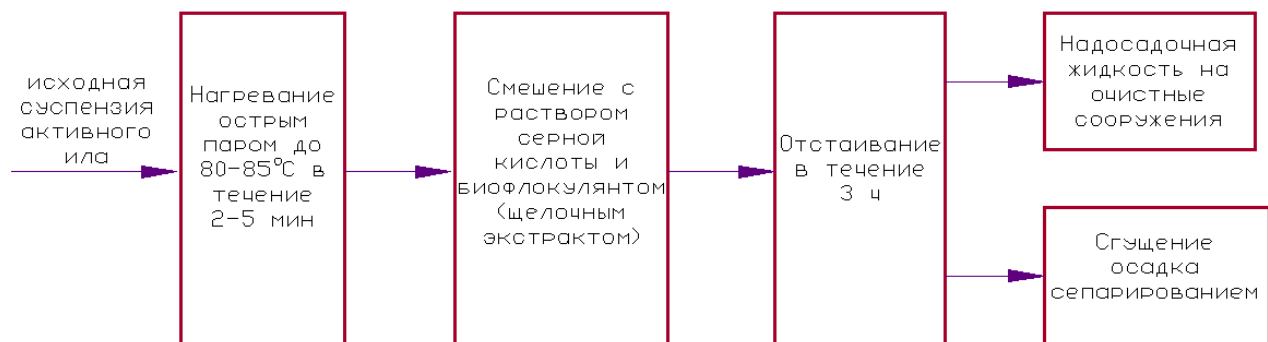 исходная
суспензия
активного
ила
Нагревание
острым
паром до
80-85°С в
течение
2-5 мин
Смешение с
раствором
серной
кислоты и
биофлокулянтом
(щелочным
экстрактом)
Отстаивание
в течение
3 ч
Надосадочная
жидкость на
очистные
сооружения
Сгущение
осадка
сепарированием